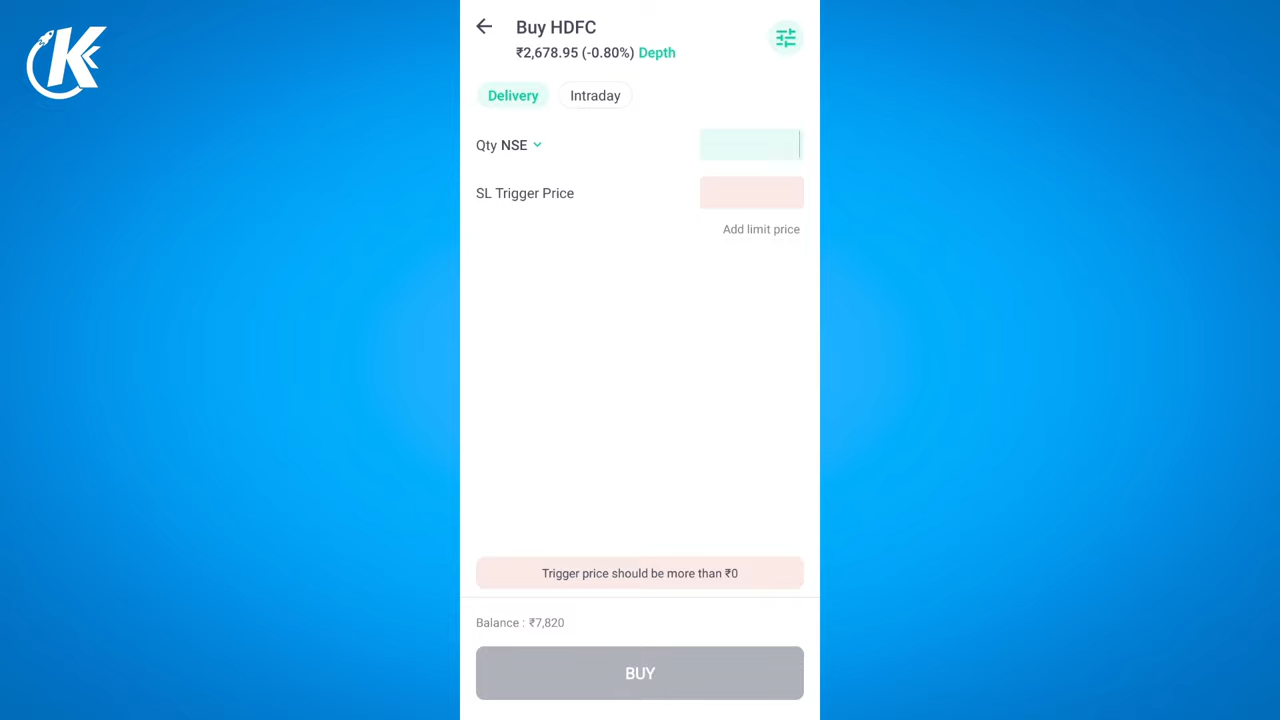 K
Buy HDFC
₹2,678.95 (-0.80%) Depth
Delivery Intraday
Qty NSE
SL Trigger Price
Add limit price
Trigger price should be more than ₹0
Balance : ₹7,820
BUY